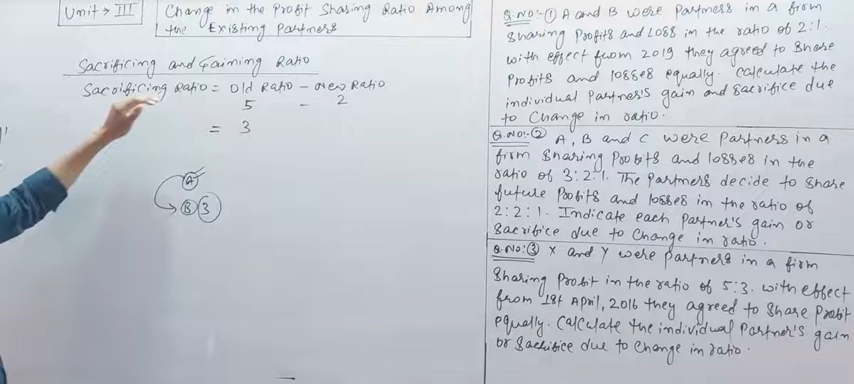 Unit → III
Change in the Profit Sharing Ratio Among
the Existing Partners
Sacrificing and Gaining Ratio
Sacrificing Ratio = Old Ratio - New Ratio
5 - 2
= 3
A
B 3
Q.No:-① A and B were Partners in a firm
Sharing Profits and Loss in the ratio of 2:1.
with effect from 2019 they agreed to Share
Profits and losses equally. Calculate the
individual Partner's gain and Sacrifice due
to Change in ratio.
Q.No:-② A, B and C were Partners in a
firm Sharing Profits and losses in the
ratio of 3:2:1. The Partners decide to Share
future Profits and losses in the ratio of
2:2:1. Indicate each Partner's gain or
Sacrifice due to Change in ratio.
Q.No:③ X and Y were Partners in a firm
Sharing Profit in the ratio of 5:3. with effect
from 1st April, 2016 they agreed to Share Profit
equally. Calculate the individual Partner's gain
or Sacrifice due to Change in ratio.